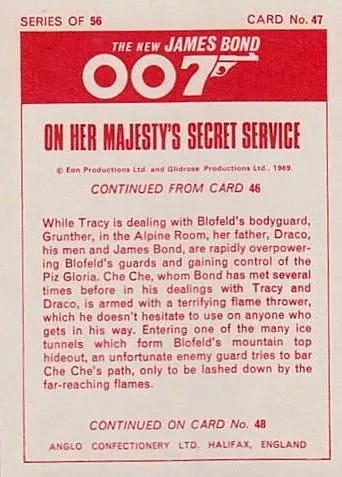 SERIES OF 56 CARD No. 47
THE NEW JAMES BOND
007
ON HER MAJESTY'S SECRET SERVICE
© Eon Productions Ltd. and Glidrose Productions Ltd., 1969.
CONTINUED FROM CARD 46
While Tracy is dealing with Blofeld's bodyguard,
Grunther, in the Alpine Room, her father, Draco,
his men and James Bond, are rapidly overpower-
ing Blofeld's guards and gaining control of the
Piz Gloria. Che Che, whom Bond has met several
times before in his dealings with Tracy and
Draco, is armed with a terrifying flame thrower,
which he doesn't hesitate to use on anyone who
gets in his way. Entering one of the many ice
tunnels which form Blofeld's mountain top
hideout, an unfortunate enemy guard tries to bar
Che Che's path, only to be lashed down by the
far-reaching flames.
CONTINUED ON CARD No. 48
ANGLO CONFECTIONERY LTD. HALIFAX, ENGLAND